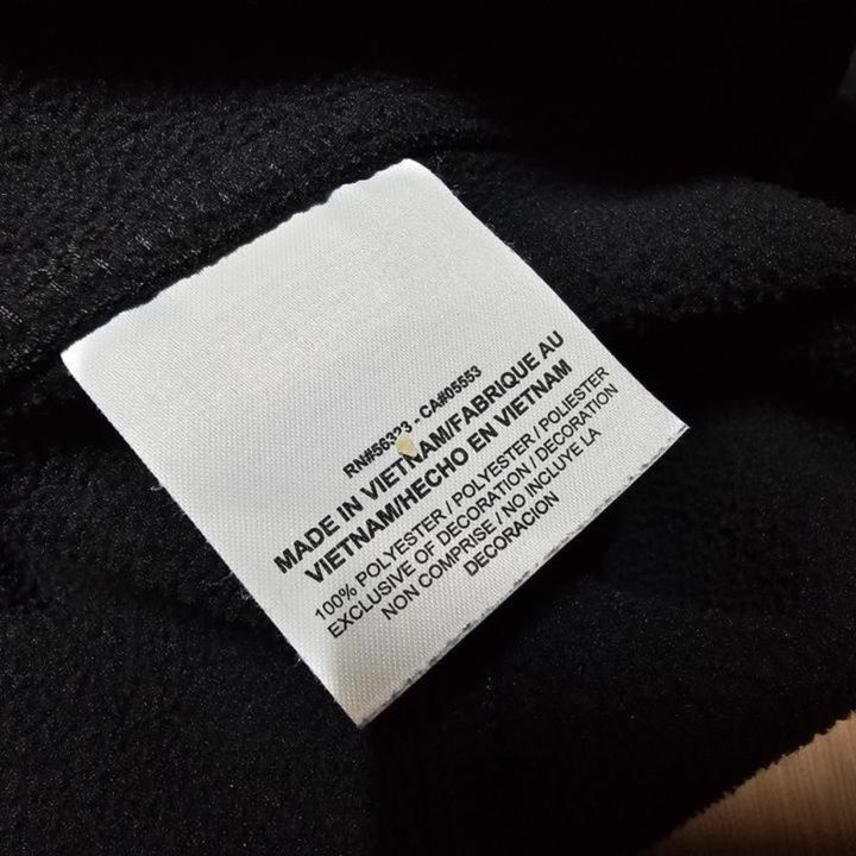 RN#56323 - CA#05553
MADE IN VIETNAM/FABRIQUE AU
VIETNAM/HECHO EN VIETNAM
100% POLYESTER / POLYESTER / POLIESTER
EXCLUSIVE OF DECORATION / DECORATION
NON COMPRISE / NO INCLUYE LA
DECORACION